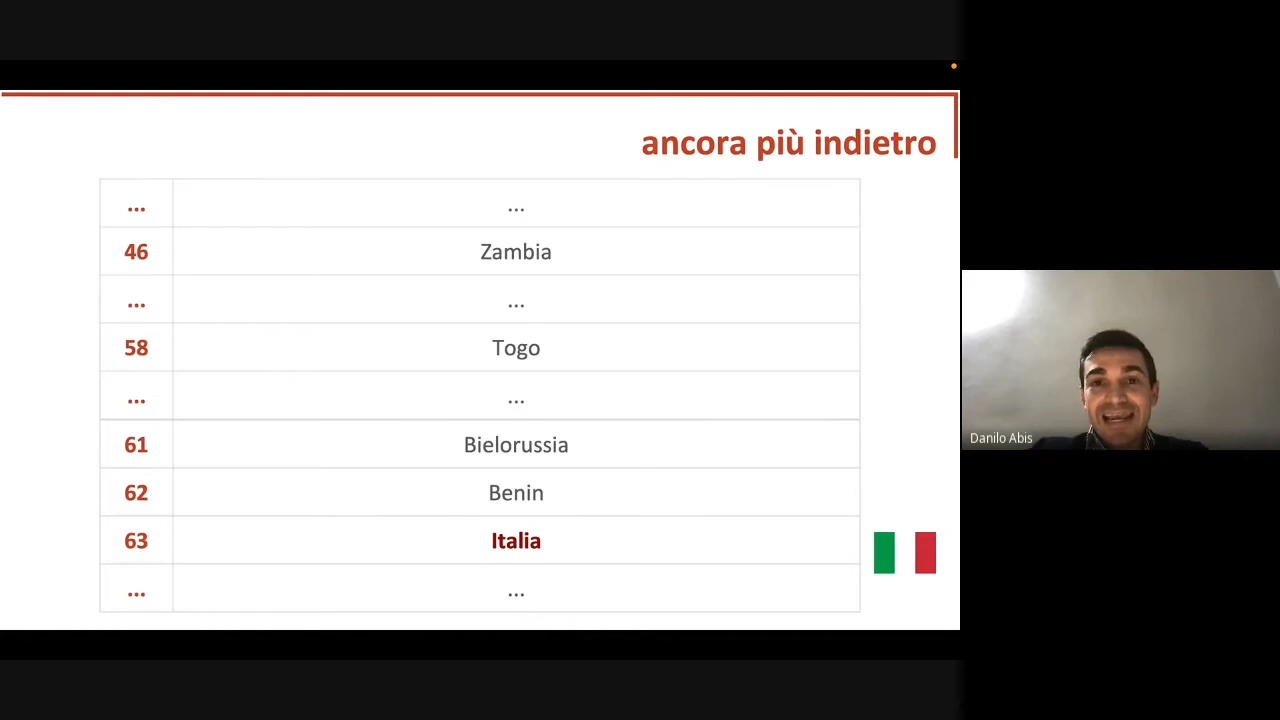 ancora più indietro
... ...
46 Zambia
... ...
58 Togo
... ...
61 Bielorussia
62 Benin
63 Italia
... ...
Danilo Abis